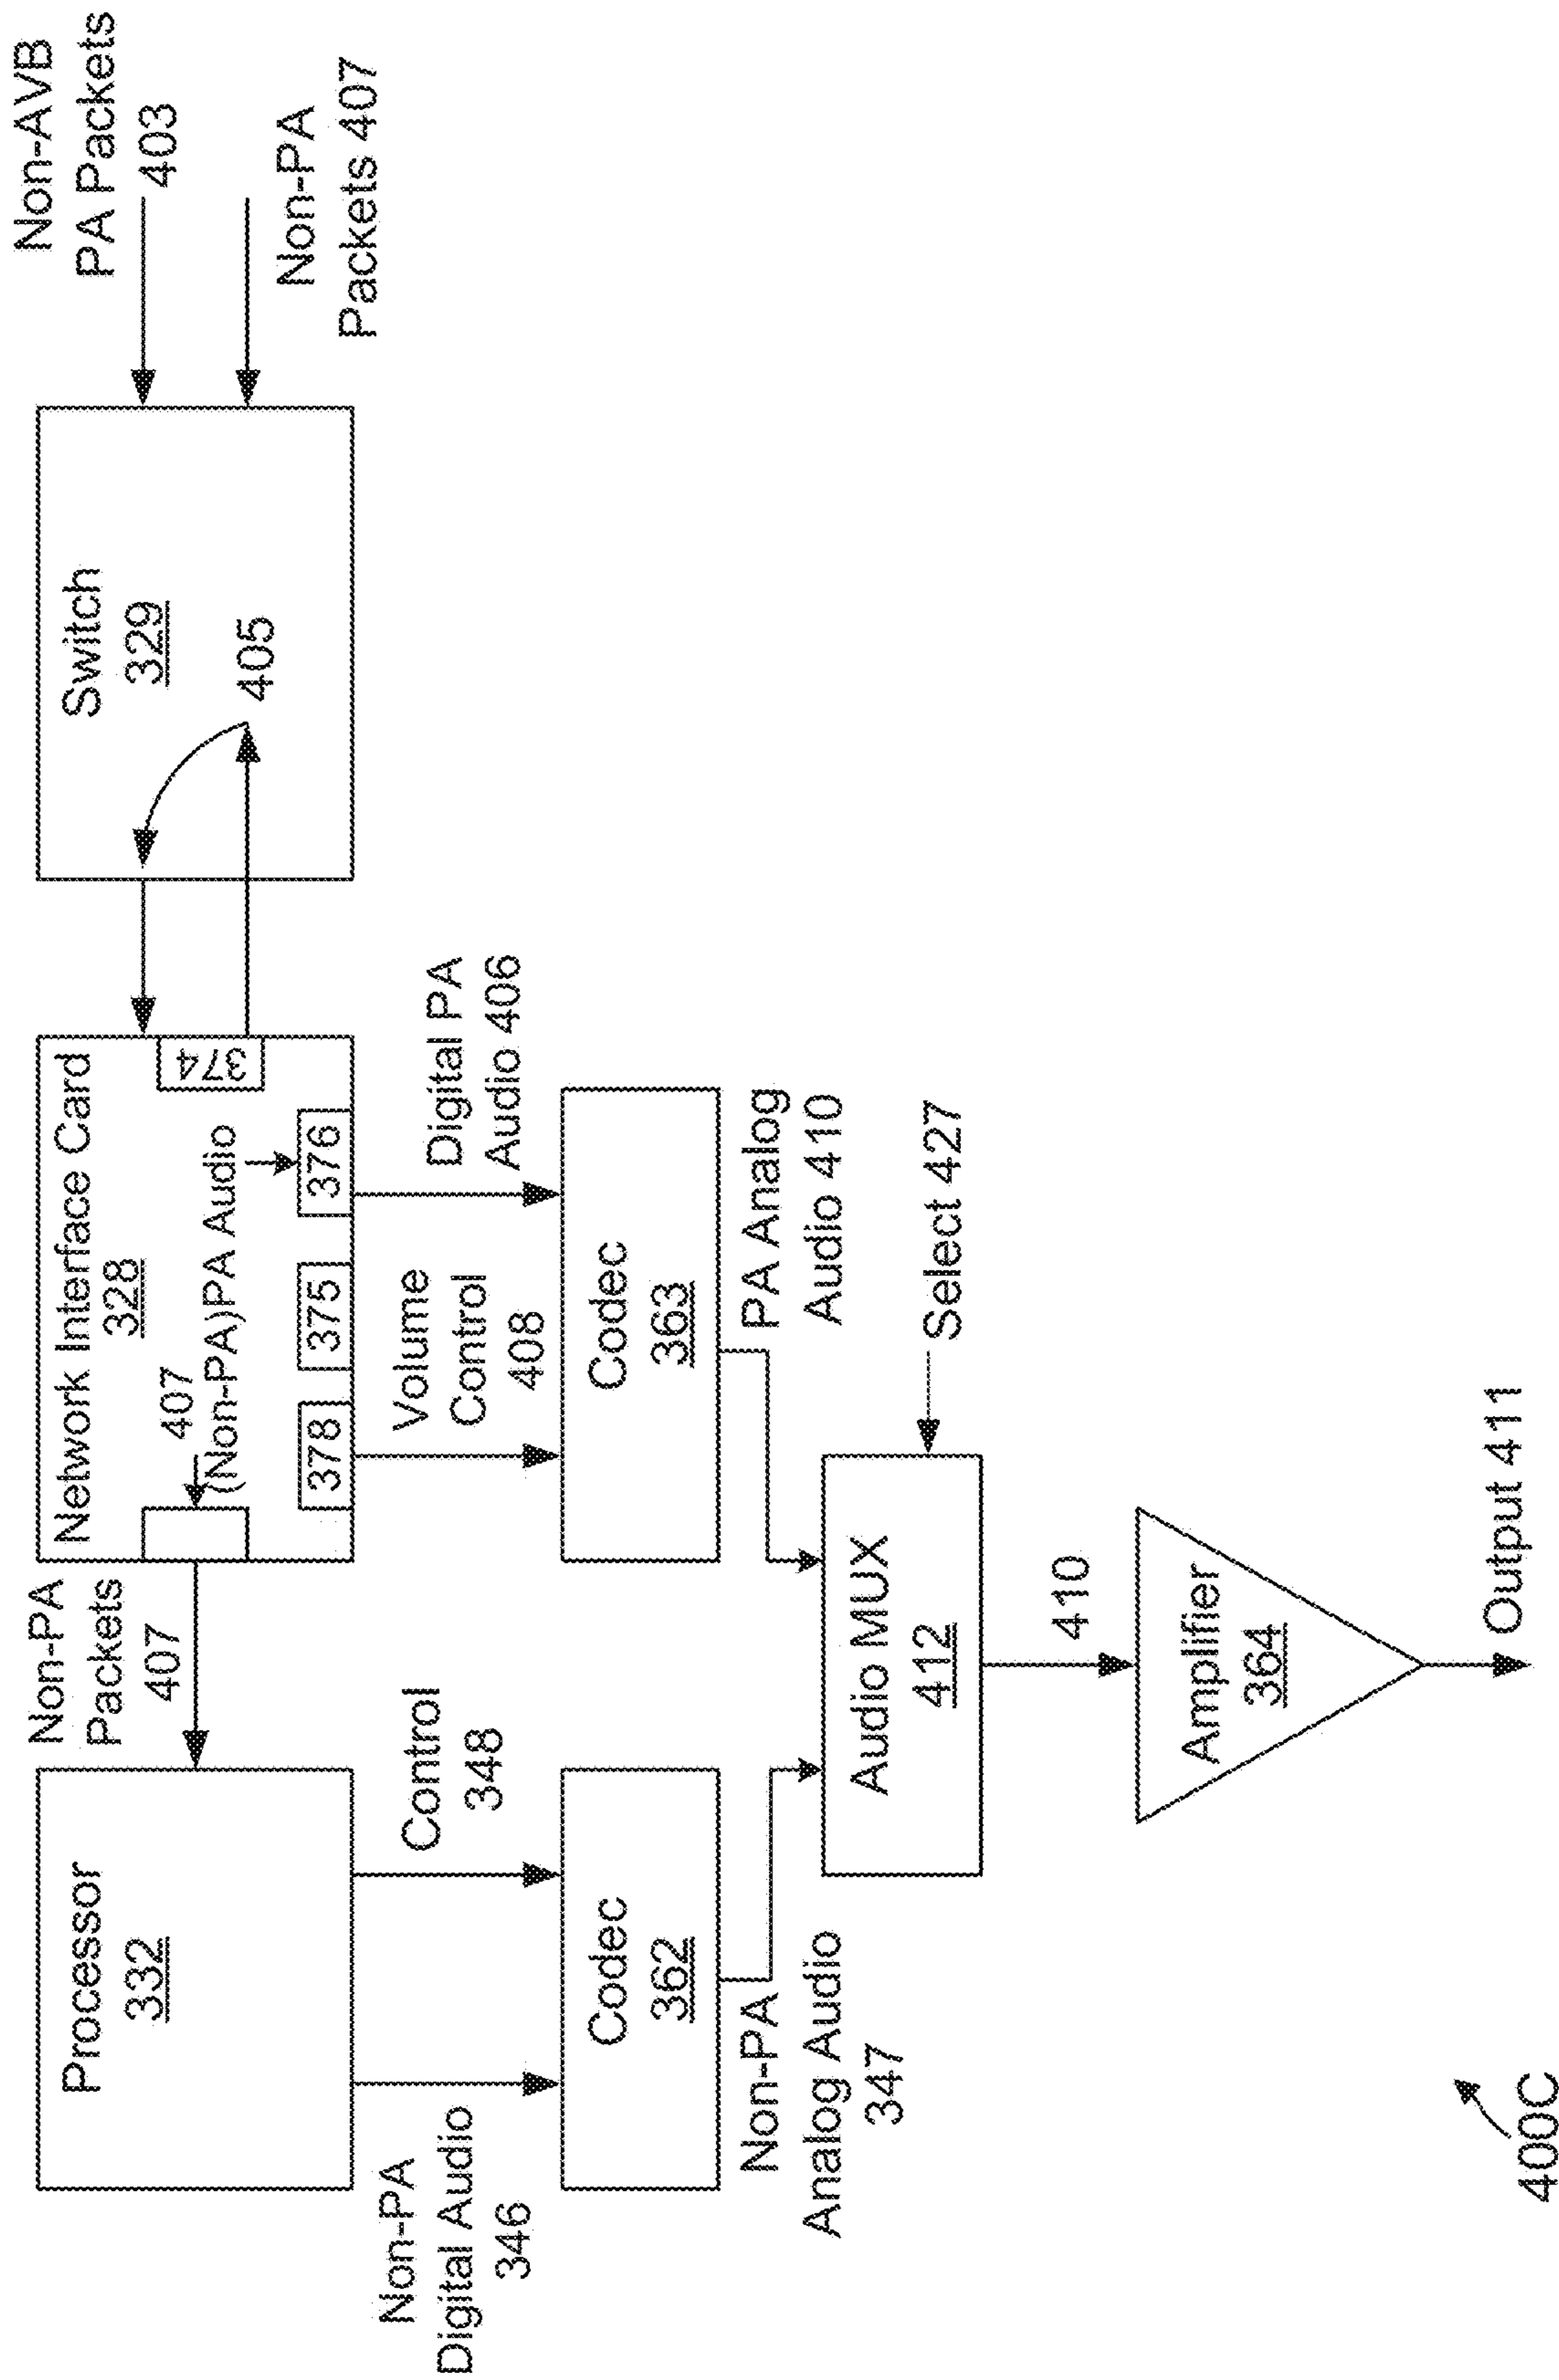 Processor
332
Non-PA
Packets
407
Network Interface Card
328
407
(Non-PA)PA Audio
374
378
375
376
Switch
329
405
Non-AVB
PA Packets
403
Non-PA
Packets 407
Non-PA
Digital Audio
346
Control
348
Volume
Control
408
Digital PA
Audio 406
Codec
362
Codec
363
Non-PA
Analog Audio
347
PA Analog
Audio 410
Audio MUX
412
Select 427
410
Amplifier
364
Output 411
400C